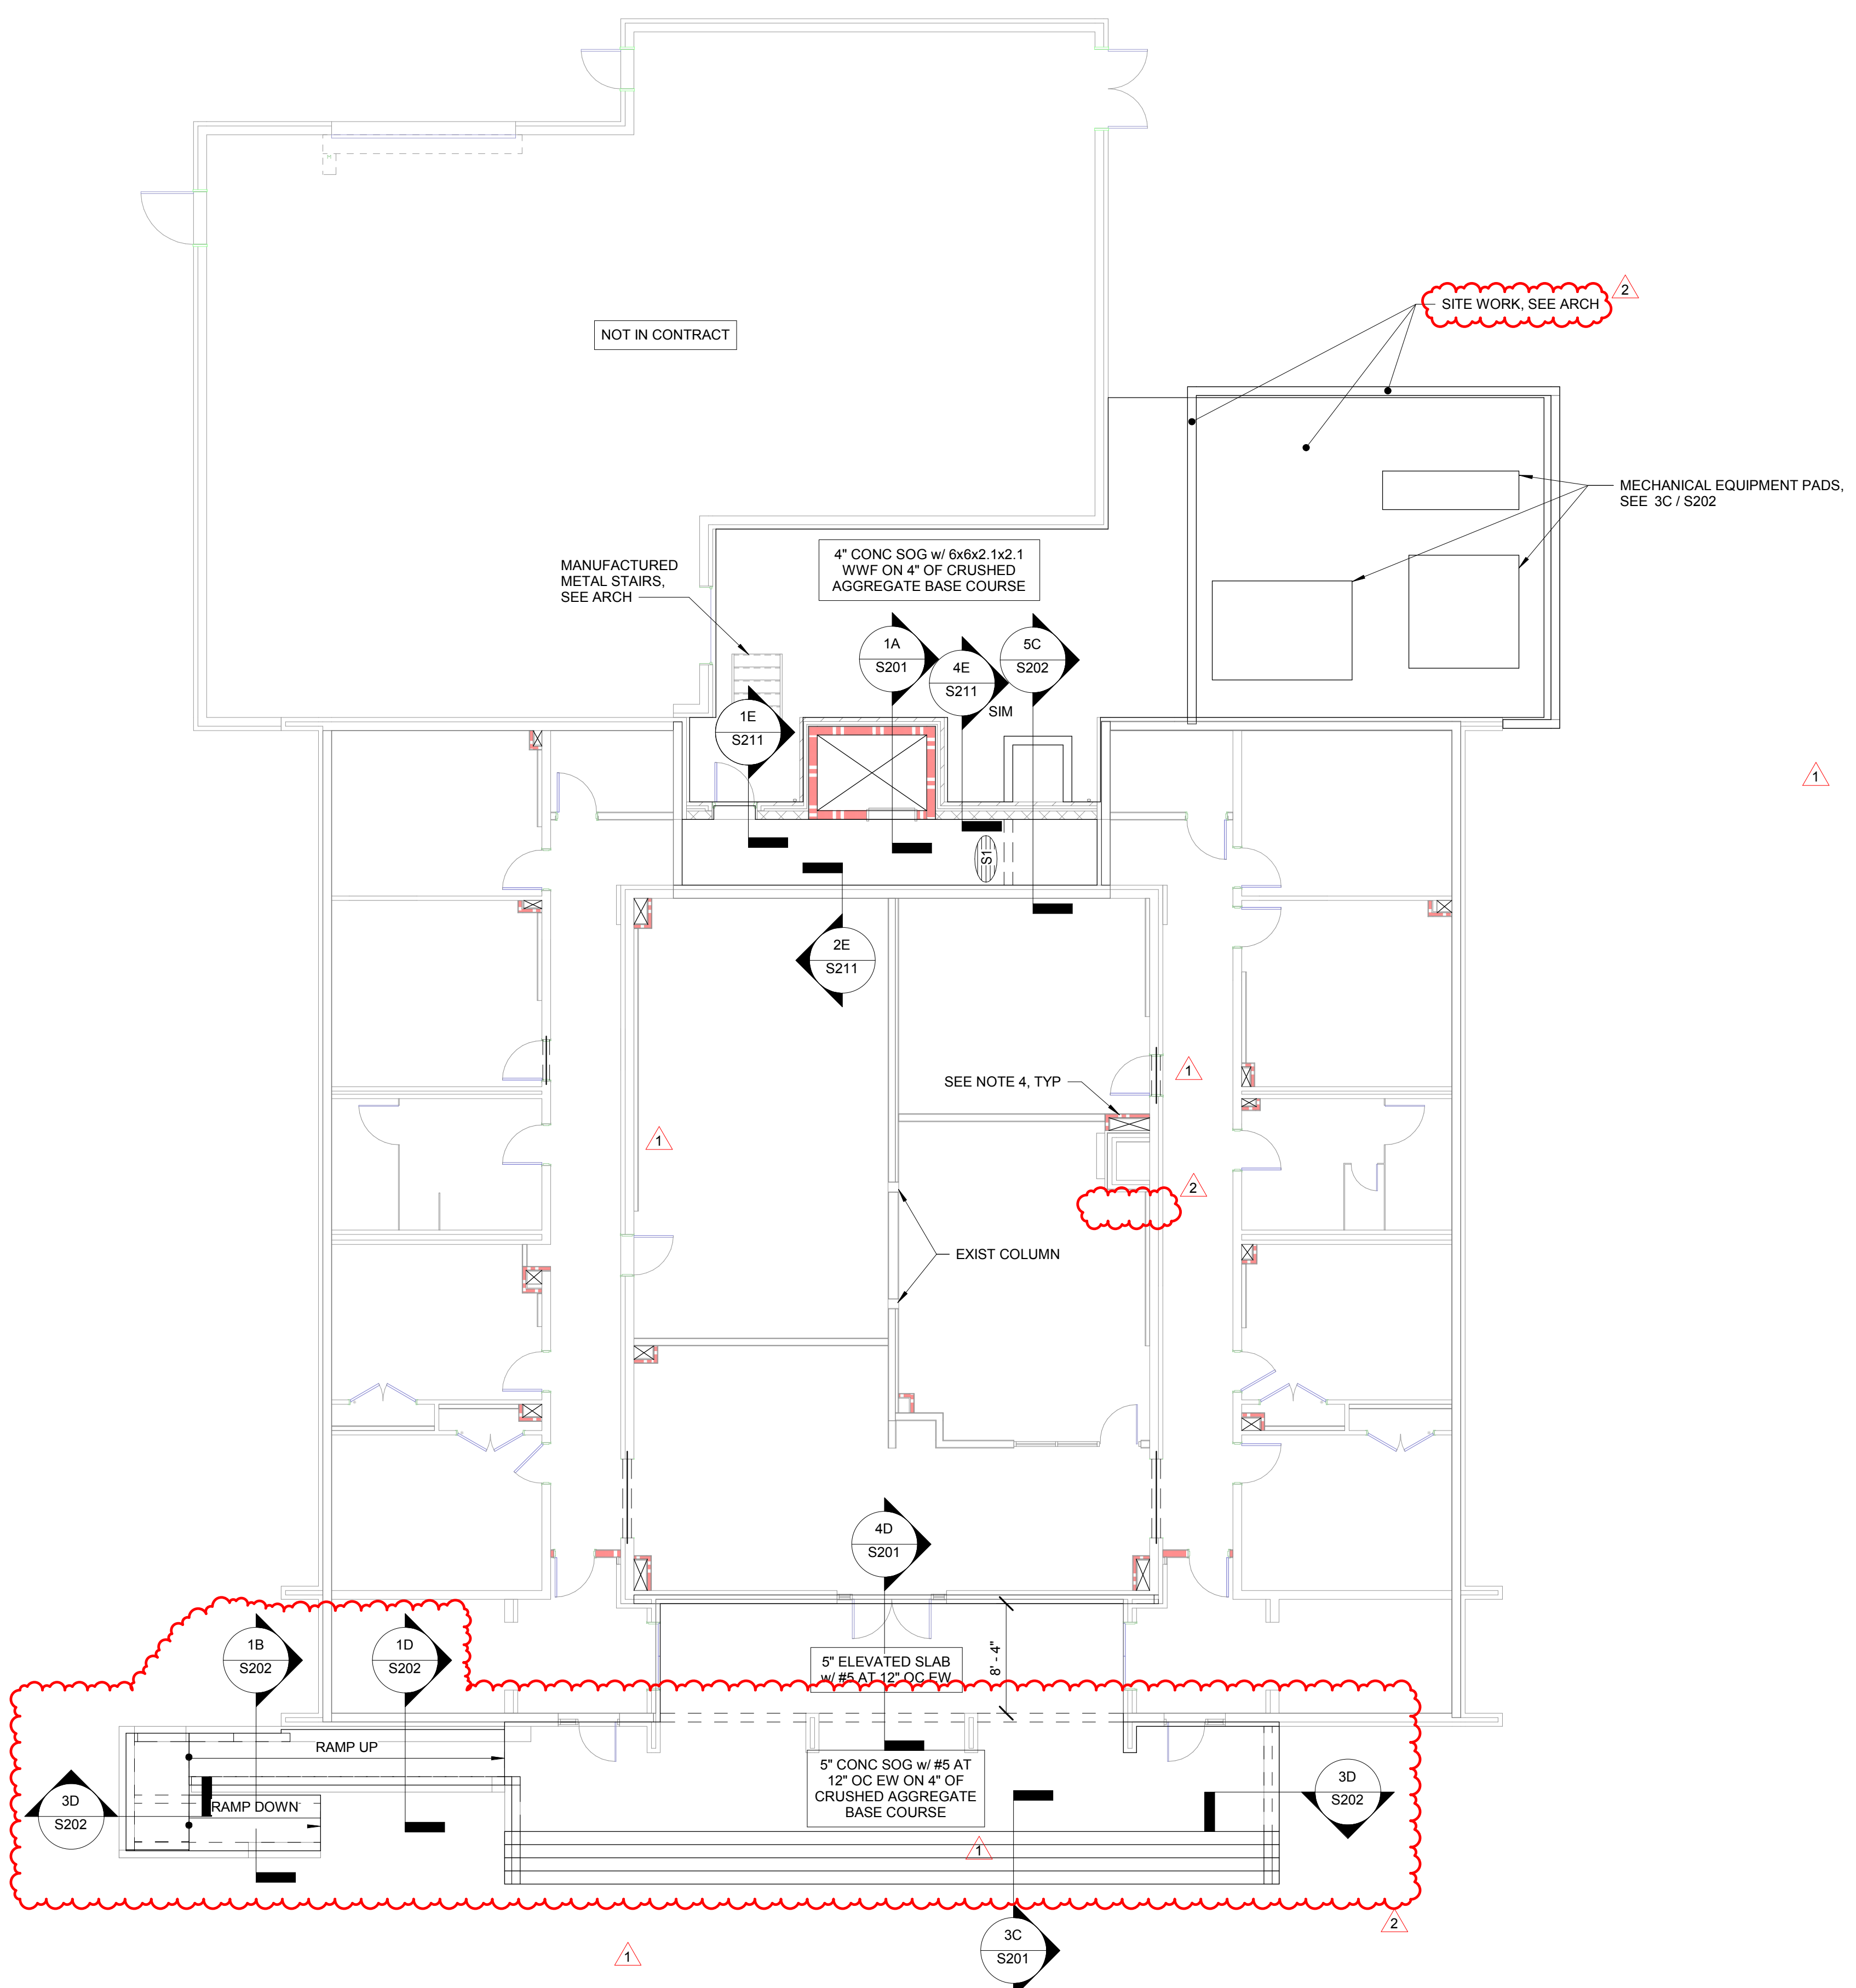 2
SITE WORK, SEE ARCH
NOT IN CONTRACT
MECHANICAL EQUIPMENT PADS,
SEE 3C / S202
4" CONC SOG w/ 6x6x2.1x2.1
WWF ON 4" OF CRUSHED
AGGREGATE BASE COURSE
MANUFACTURED
METAL STAIRS,
SEE ARCH
1A
S201
4E
S211
SIM
5C
S202
1E
S211
1
S1
2E
S211
1
SEE NOTE 4, TYP
1
2
EXIST COLUMN
4D
S201
1B
S202
1D
S202
5" ELEVATED SLAB
w/ #5 AT 12" OC EW
8' - 4"
RAMP UP
5" CONC SOG w/ #5 AT
12" OC EW ON 4" OF
CRUSHED AGGREGATE
BASE COURSE
3D
S202
RAMP DOWN
3D
S202
1
2
3C
S201
1